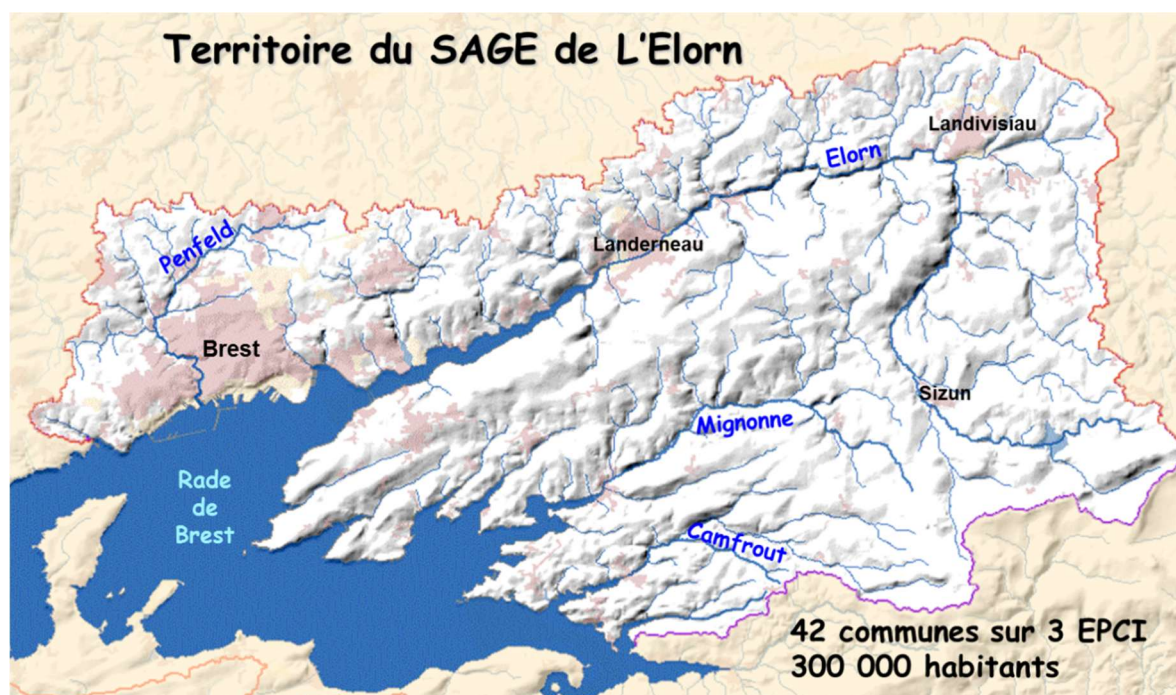 Territoire du SAGE de L'Elorn
Landivisiau
Elorn
Penfeld
Landerneau
Brest
Sizun
Mignonne
Rade
de
Brest
Camfrout
42 communes sur 3 EPCI
300 000 habitants